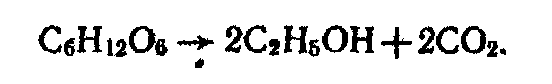 C₆H₁₂O₆ → 2C₂H₅OH + 2CO₂.